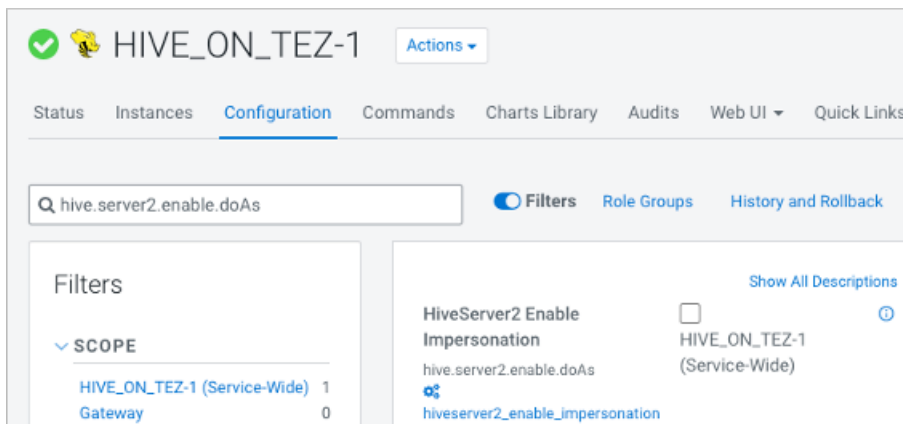 HIVE_ON_TEZ-1 Actions
Status Instances Configuration Commands Charts Library Audits Web UI Quick Links
hive.server2.enable.doAs Filters Role Groups History and Rollback
Filters
Show All Descriptions
SCOPE
HIVE_ON_TEZ-1 (Service-Wide) 1
Gateway 0
HiveServer2 Enable
Impersonation
hive.server2.enable.doAs
hiveserver2_enable_impersonation
HIVE_ON_TEZ-1
(Service-Wide)